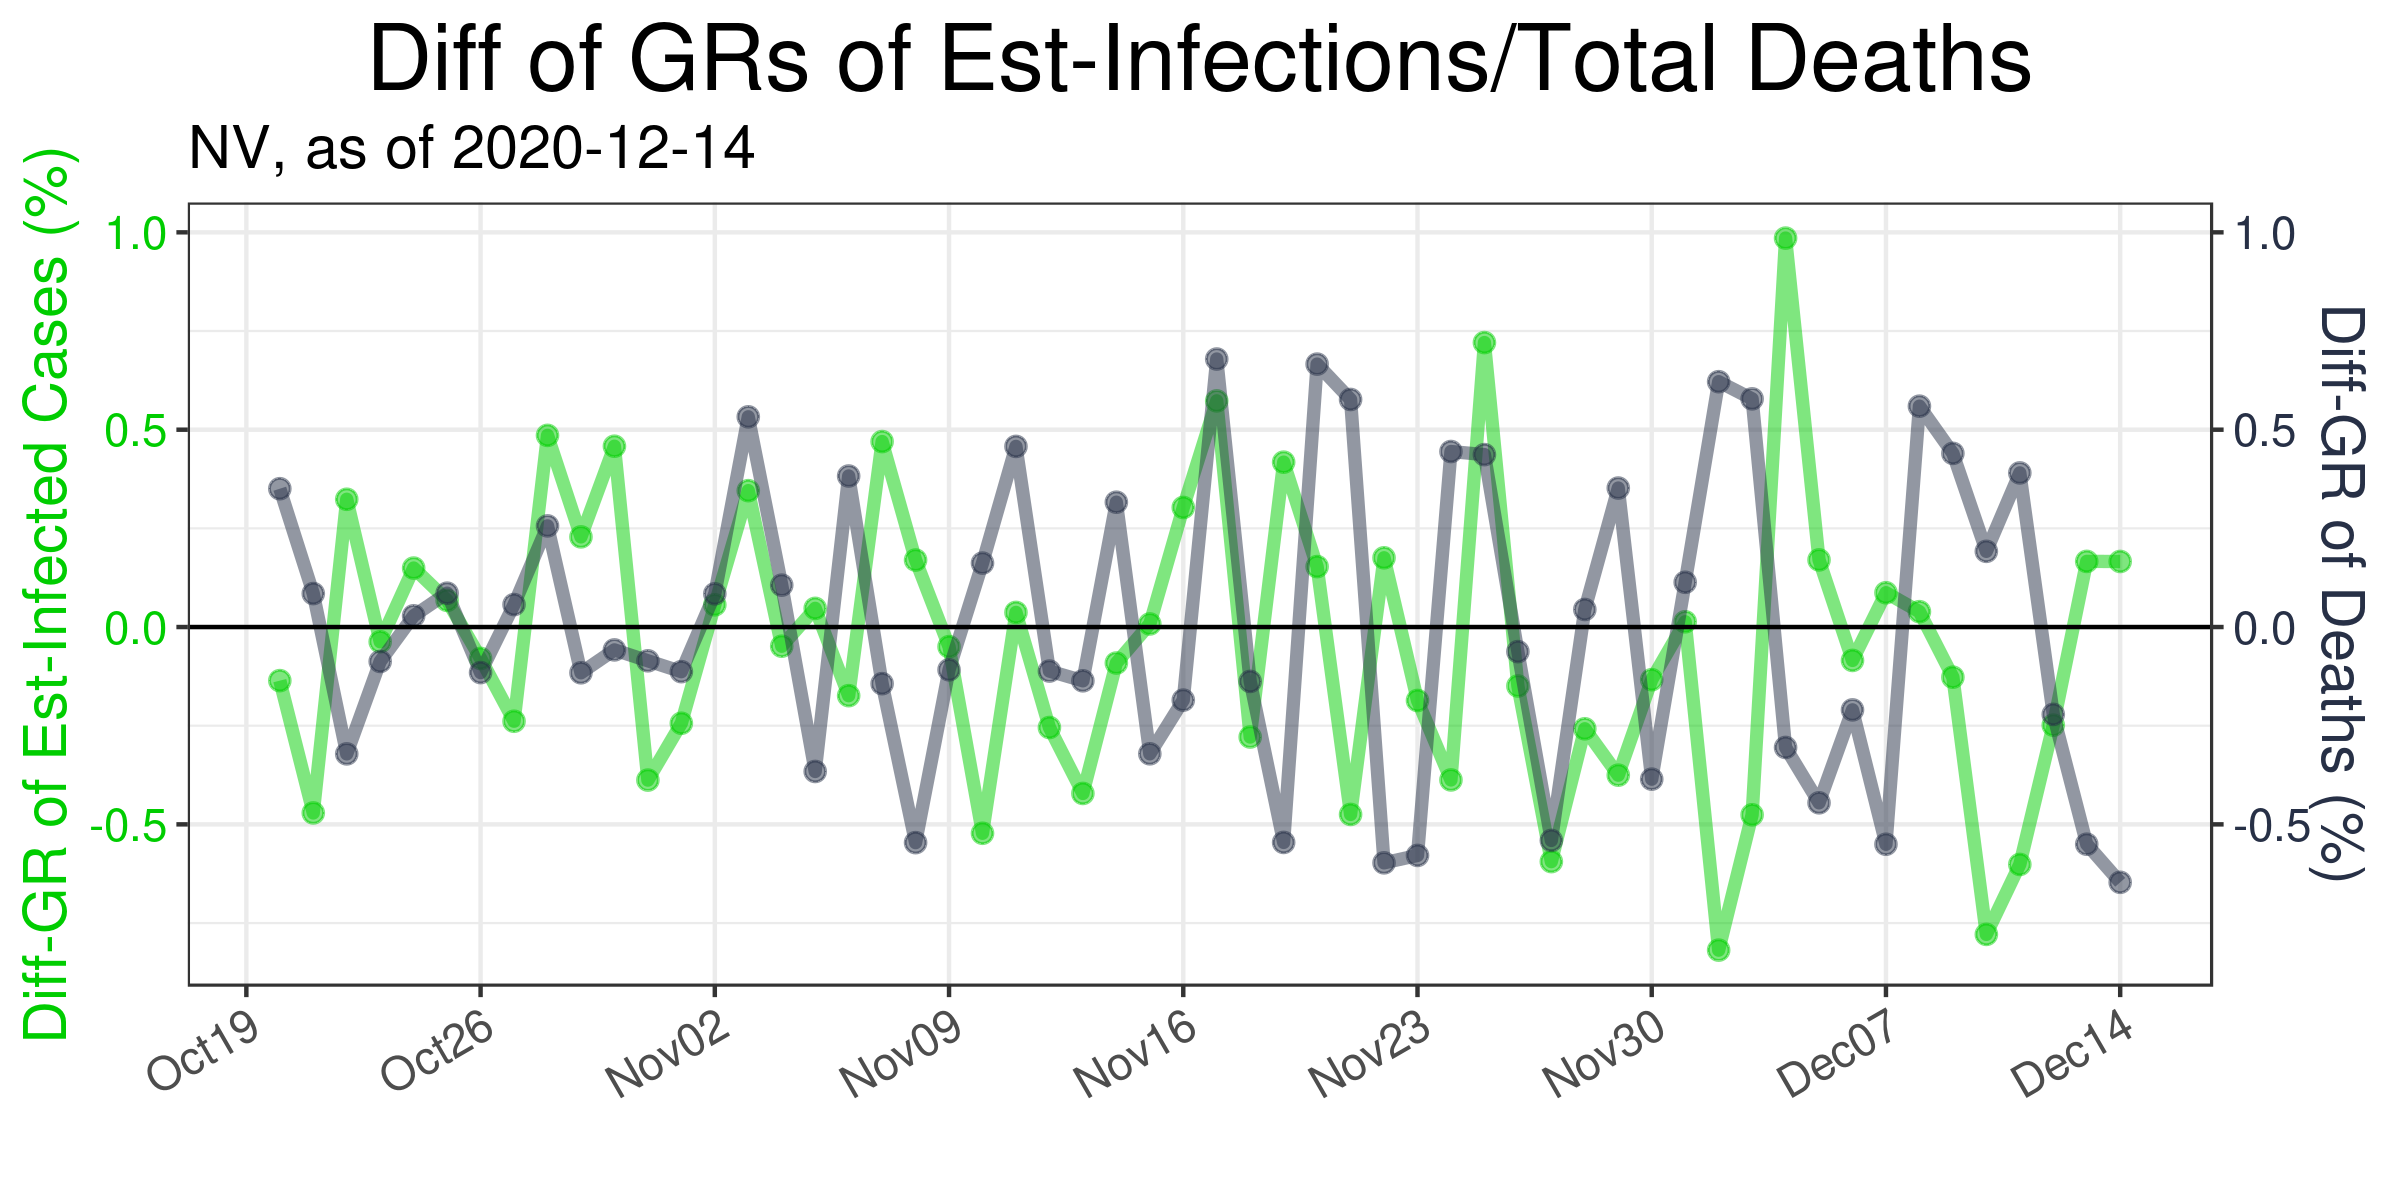 Diff of GRs of Est-Infections/Total Deaths
NV, as of 2020-12-14
Diff-GR of Est-Infected Cases (%)
1.0
0.5
0.0
-0.5
1.0
0.5
0.0
-0.5
Diff-GR of Deaths (%)
Oct19
Oct26
Nov02
Nov09
Nov16
Nov23
Nov30
Dec07
Dec14